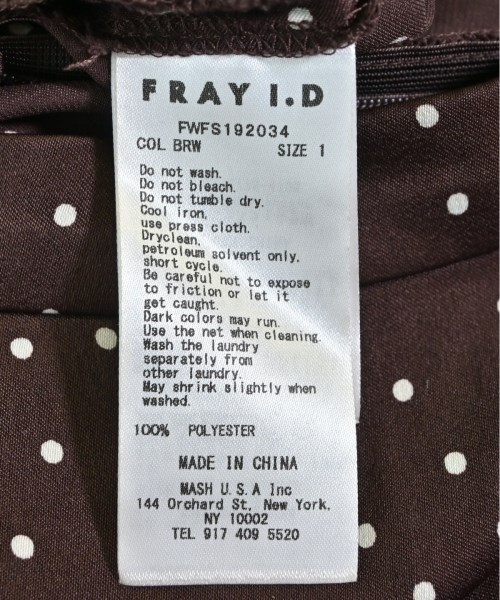 FRAY I.D
FWFS192034
COL BRW SIZE 1
Do not wash.
Do not bleach.
Do not tumble dry.
Cool iron,
use press cloth.
Dryclean,
petroleum solvent only.
short cycle.
Be careful not to expose
to friction or let it
get caught.
Dark colors may run.
Use the net when cleaning.
Wash the laundry
separately from
other laundry.
May shrink slightly when
washed.
100% POLYESTER
MADE IN CHINA
MASH U.S.A Inc
144 Orchard St, New York.
NY 10002
TEL 917 409 5520